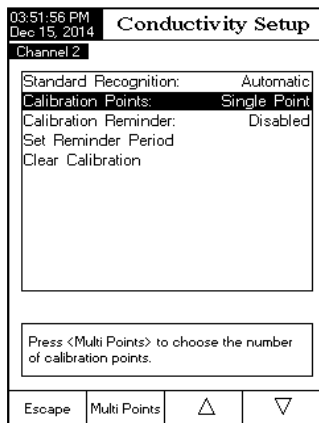 03:51:56 PM
Dec 15, 2014
Conductivity Setup
Channel 2
Standard Recognition: Automatic
Calibration Points: Single Point
Calibration Reminder: Disabled
Set Reminder Period
Clear Calibration
Press <Multi Points> to choose the number
of calibration points.
Escape Multi Points